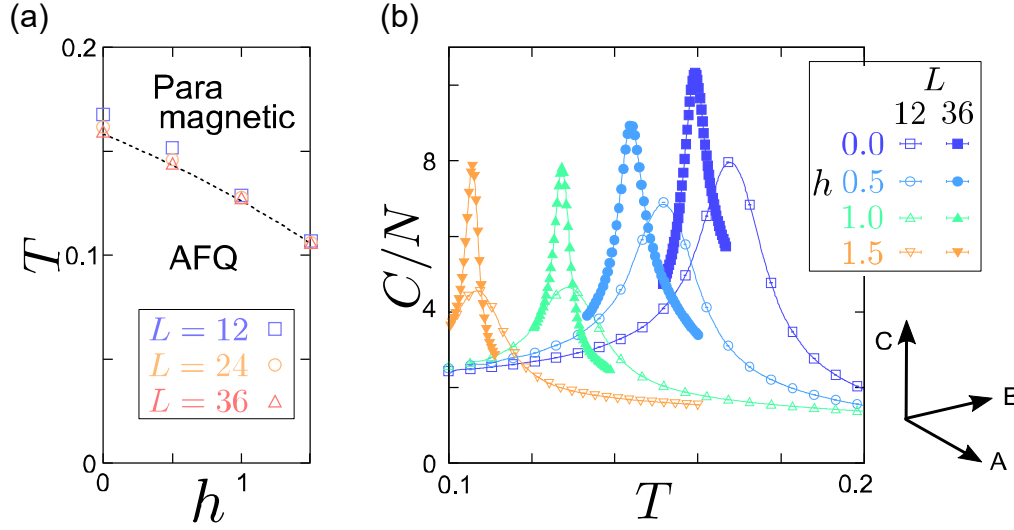 (a)
0.2
Para
magnetic
T
0.1
AFQ
L = 12
L = 24
L = 36
0
0
1
h
(b)
8
C/N
4
0
0.1
T
0.2
L
12 36
0.0
h 0.5
1.0
1.5
C
B
A